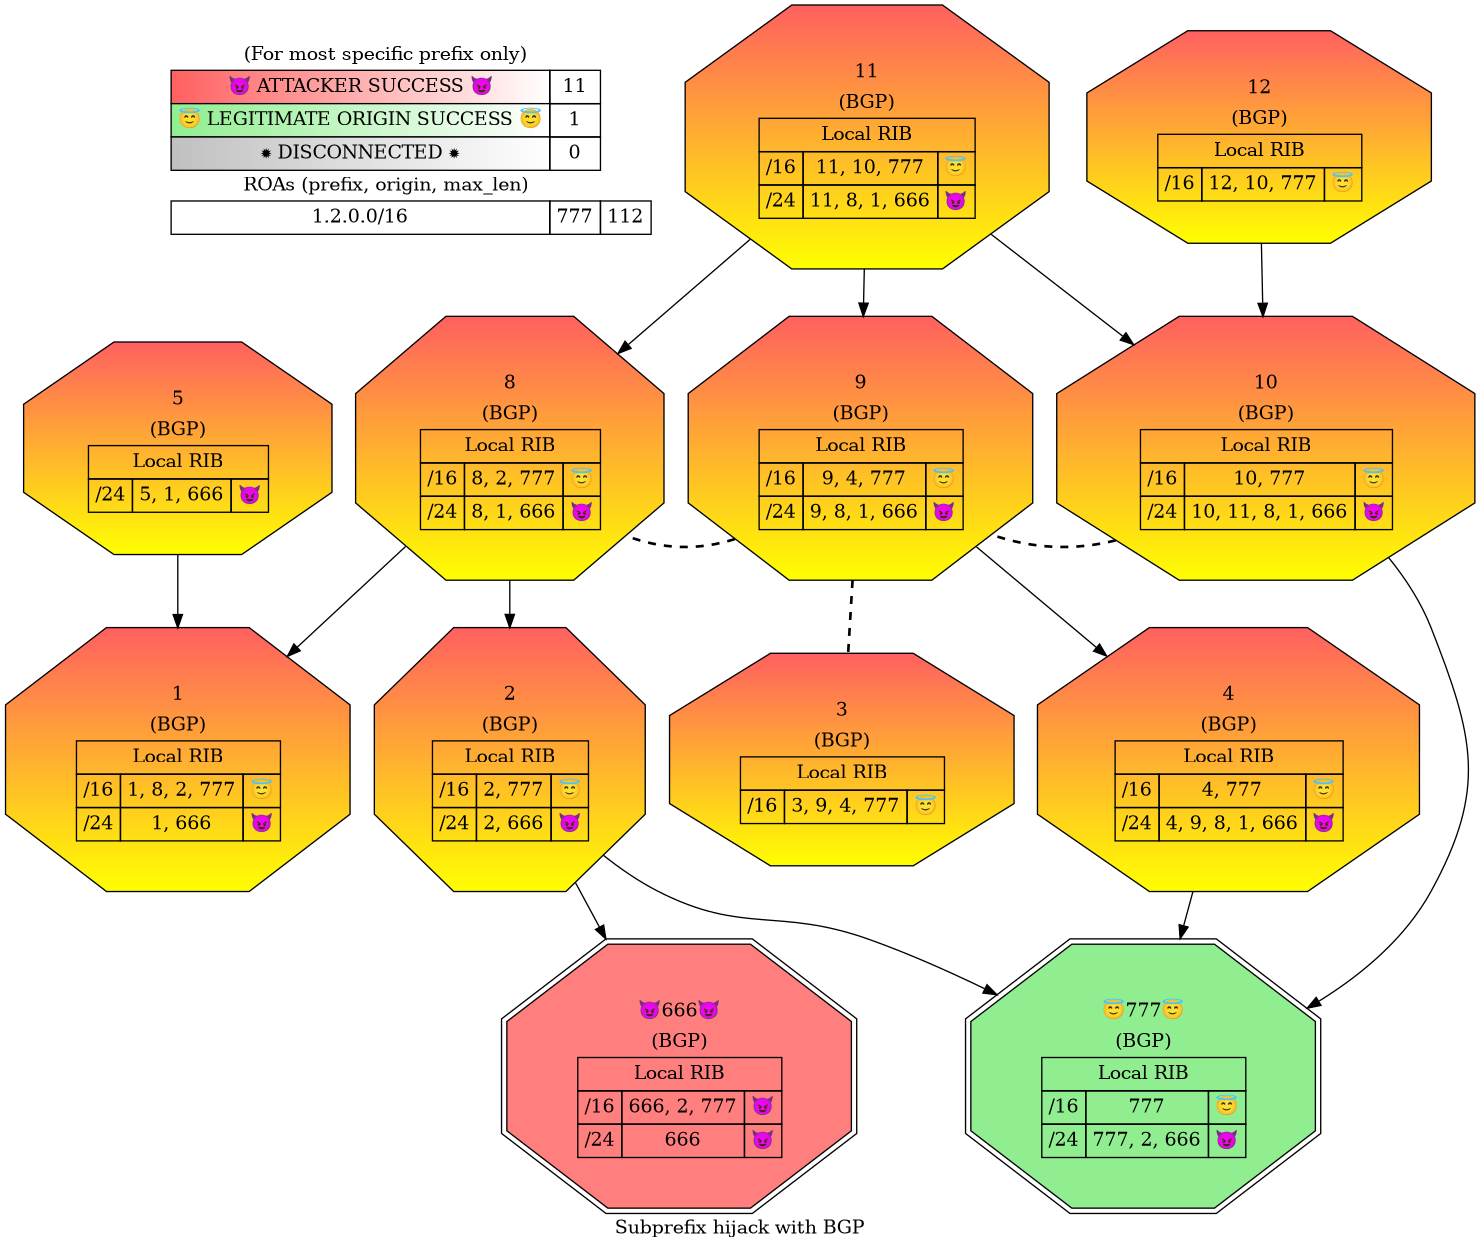 (For most specific prefix only)
😈 ATTACKER SUCCESS 😈 11
😇 LEGITIMATE ORIGIN SUCCESS 😇 1
✹ DISCONNECTED ✹ 0
ROAs (prefix, origin, max_len)
1.2.0.0/16 777 112
11
(BGP)
Local RIB
/16 11, 10, 777 😇
/24 11, 8, 1, 666 😈
12
(BGP)
Local RIB
/16 12, 10, 777 😇
5
(BGP)
Local RIB
/24 5, 1, 666 😈
8
(BGP)
Local RIB
/16 8, 2, 777 😇
/24 8, 1, 666 😈
9
(BGP)
Local RIB
/16 9, 4, 777 😇
/24 9, 8, 1, 666 😈
10
(BGP)
Local RIB
/16 10, 777 😇
/24 10, 11, 8, 1, 666 😈
1
(BGP)
Local RIB
/16 1, 8, 2, 777 😇
/24 1, 666 😈
2
(BGP)
Local RIB
/16 2, 777 😇
/24 2, 666 😈
3
(BGP)
Local RIB
/16 3, 9, 4, 777 😇
4
(BGP)
Local RIB
/16 4, 777 😇
/24 4, 9, 8, 1, 666 😈
😈666😈
(BGP)
Local RIB
/16 666, 2, 777 😈
/24 666 😈
😇777😇
(BGP)
Local RIB
/16 777 😇
/24 777, 2, 666 😈
Subprefix hijack with BGP